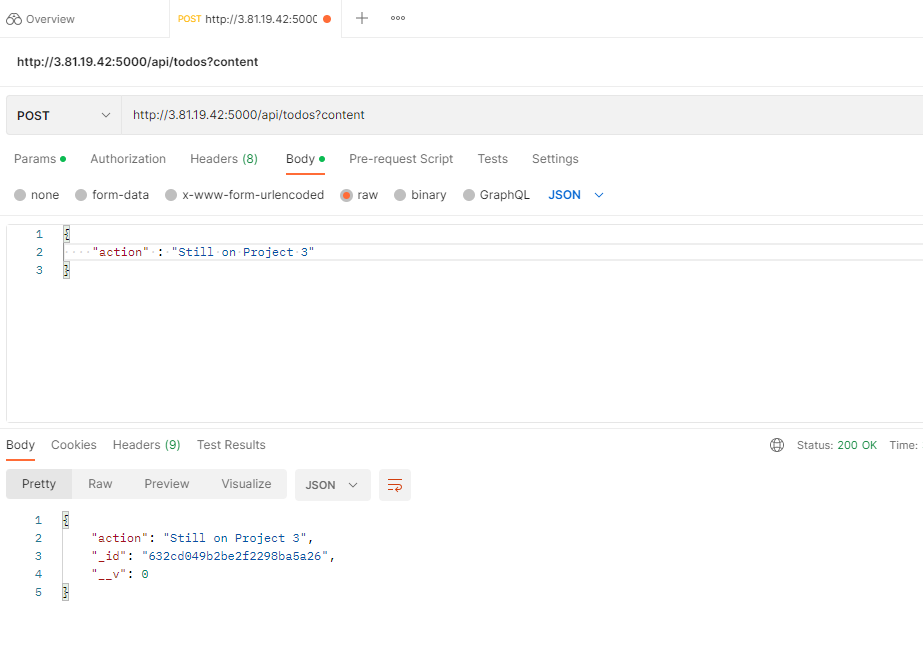 Overview
POST http://3.81.19.42:5000
http://3.81.19.42:5000/api/todos?content
POST http://3.81.19.42:5000/api/todos?content
Params Authorization Headers (8) Body Pre-request Script Tests Settings
none form-data x-www-form-urlencoded raw binary GraphQL JSON
1 {
2 "action" : "Still on Project 3"
3 }
Body Cookies Headers (9) Test Results Status: 200 OK Time:
Pretty Raw Preview Visualize JSON
1 {
2 "action": "Still on Project 3",
3 "_id": "632cd049b2be2f2298ba5a26",
4 "__v": 0
5 }